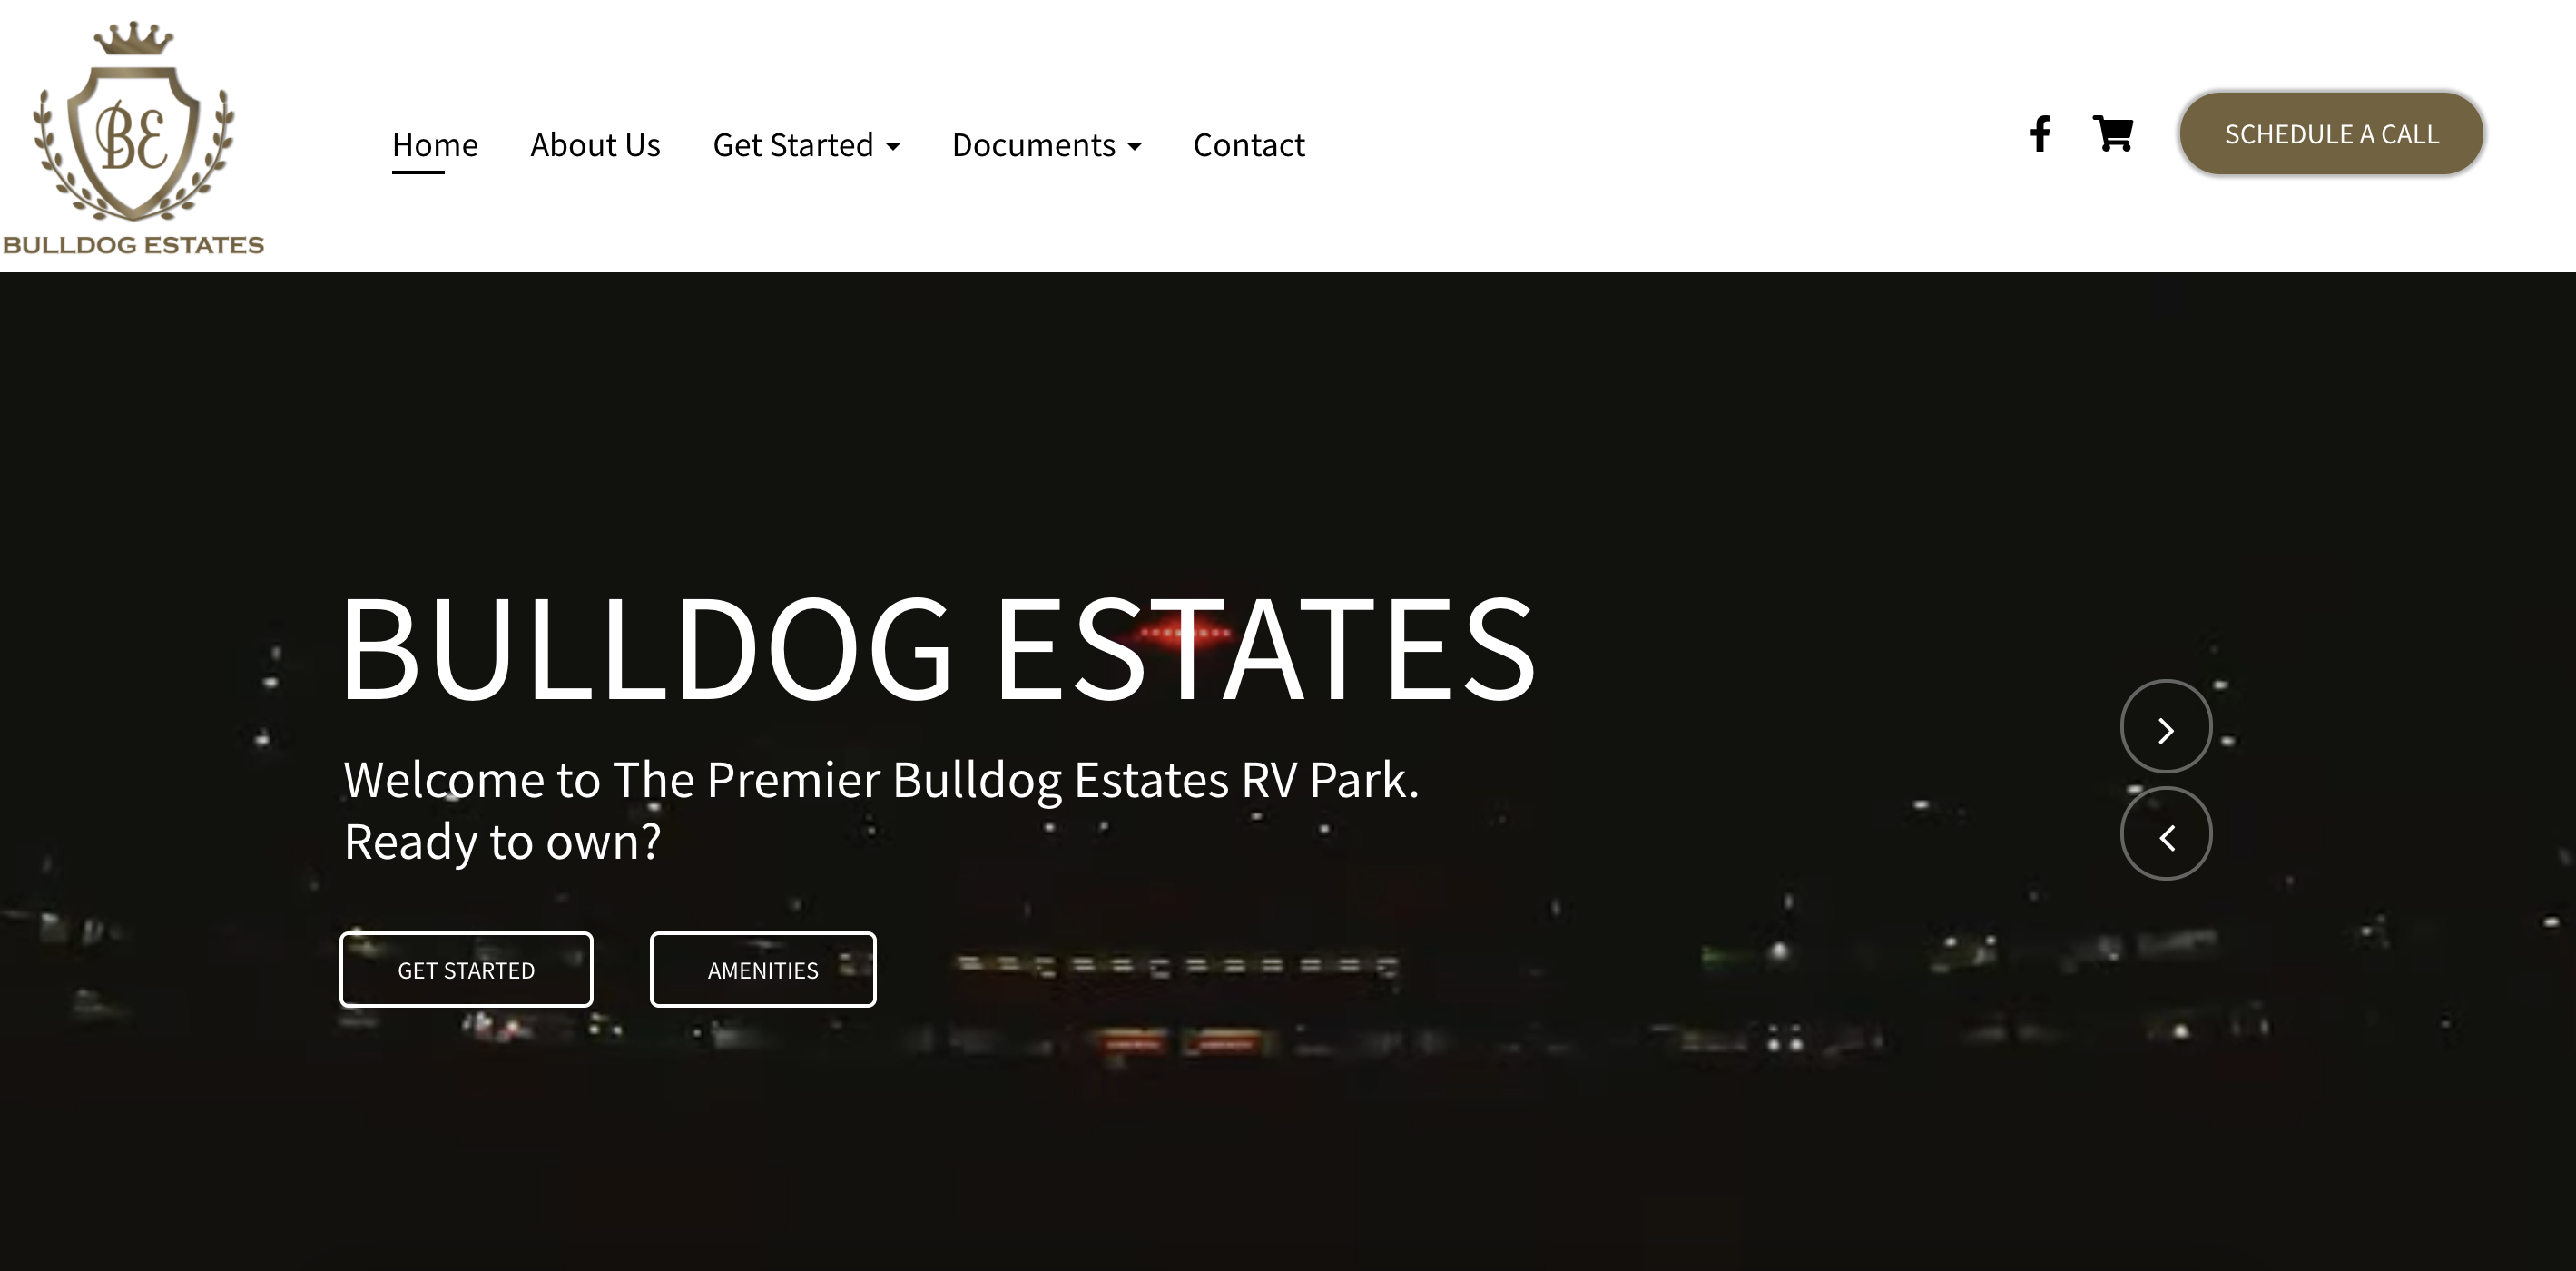 BE
BULLDOG ESTATES
Home
About Us
Get Started
Documents
Contact
SCHEDULE A CALL
BULLDOG ESTATES
Welcome to The Premier Bulldog Estates RV Park.
Ready to own?
GET STARTED
AMENITIES